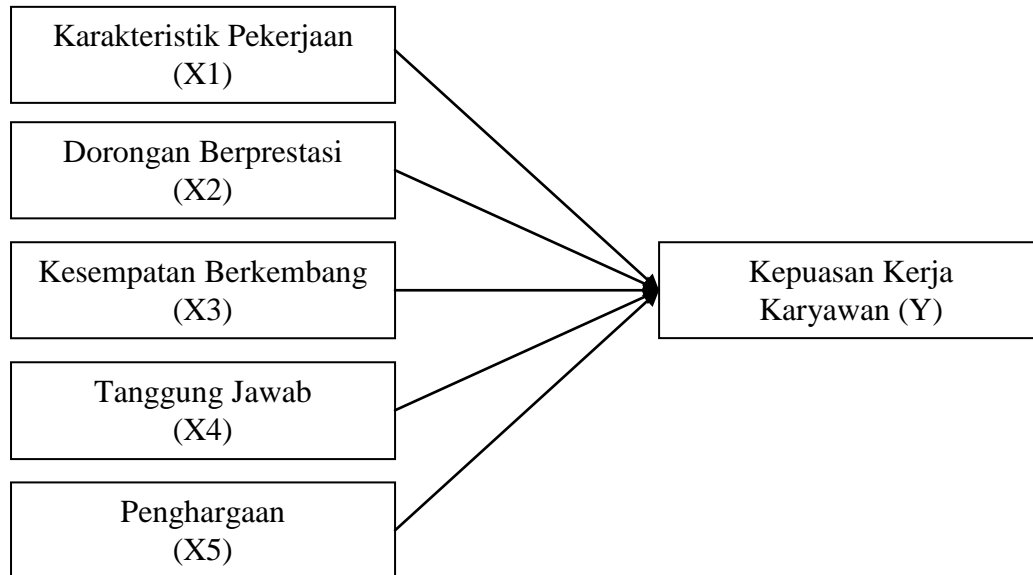 Karakteristik Pekerjaan
(X1)
Dorongan Berprestasi
(X2)
Kesempatan Berkembang
(X3)
Tanggung Jawab
(X4)
Penghargaan
(X5)
Kepuasan Kerja
Karyawan (Y)